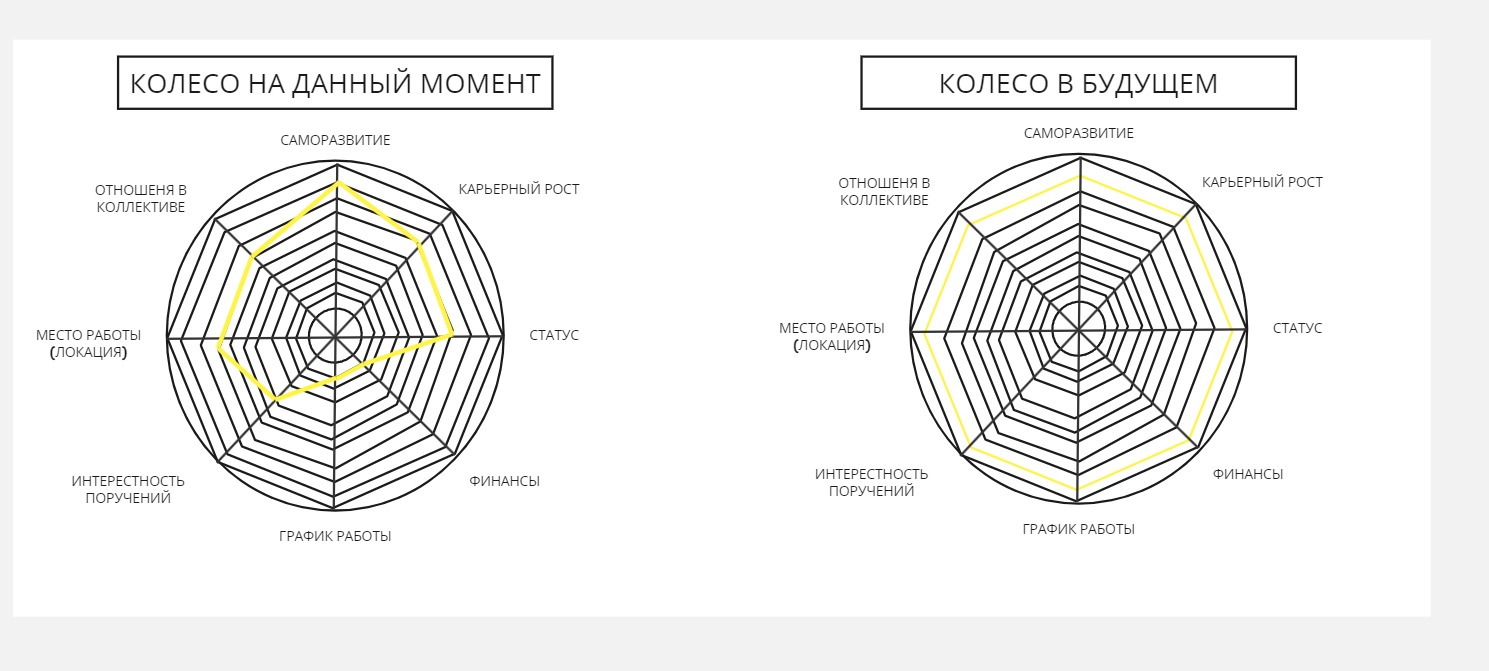 КОЛЕСО НА ДАННЫЙ МОМЕНТ
САМОРАЗВИТИЕ
ОТНОШЕНЯ В
КОЛЛЕКТИВЕ
КАРЬЕРНЫЙ РОСТ
МЕСТО РАБОТЫ
(ЛОКАЦИЯ)
СТАТУС
ИНТЕРЕСТНОСТЬ
ПОРУЧЕНИЙ
ФИНАНСЫ
ГРАФИК РАБОТЫ
КОЛЕСО В БУДУЩЕМ
САМОРАЗВИТИЕ
ОТНОШЕНЯ В
КОЛЛЕКТИВЕ
КАРЬЕРНЫЙ РОСТ
МЕСТО РАБОТЫ
(ЛОКАЦИЯ)
СТАТУС
ИНТЕРЕСТНОСТЬ
ПОРУЧЕНИЙ
ФИНАНСЫ
ГРАФИК РАБОТЫ